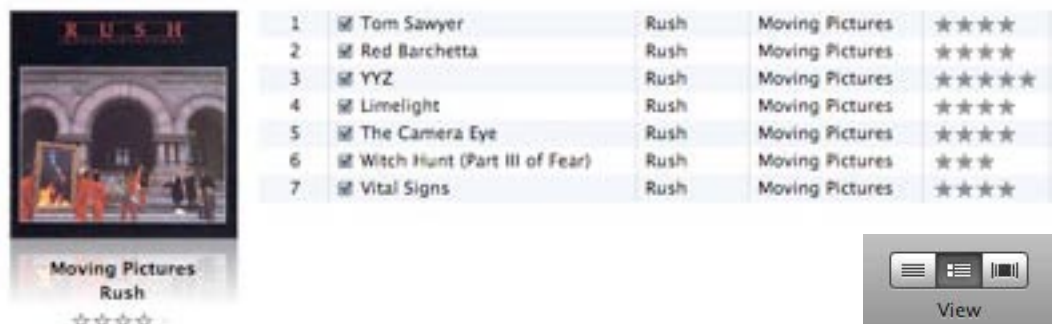 RUSH
Moving Pictures
Rush
1 Tom Sawyer Rush Moving Pictures
2 Red Barchetta Rush Moving Pictures
3 YYZ Rush Moving Pictures
4 Limelight Rush Moving Pictures
5 The Camera Eye Rush Moving Pictures
6 Witch Hunt (Part III of Fear) Rush Moving Pictures
7 Vital Signs Rush Moving Pictures
View